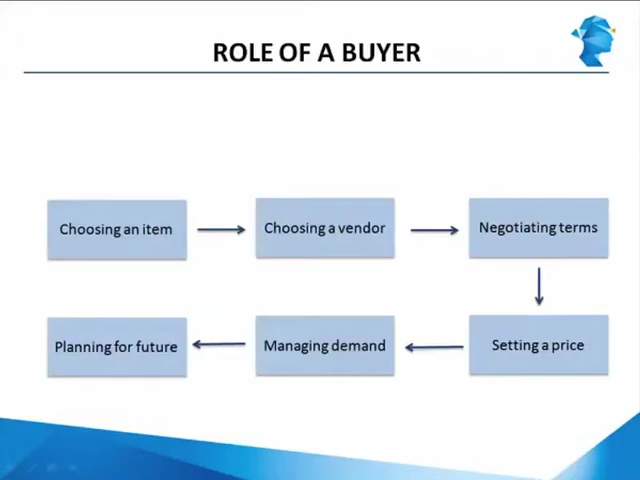 ROLE OF A BUYER
Choosing an item
Choosing a vendor
Negotiating terms
Setting a price
Managing demand
Planning for future